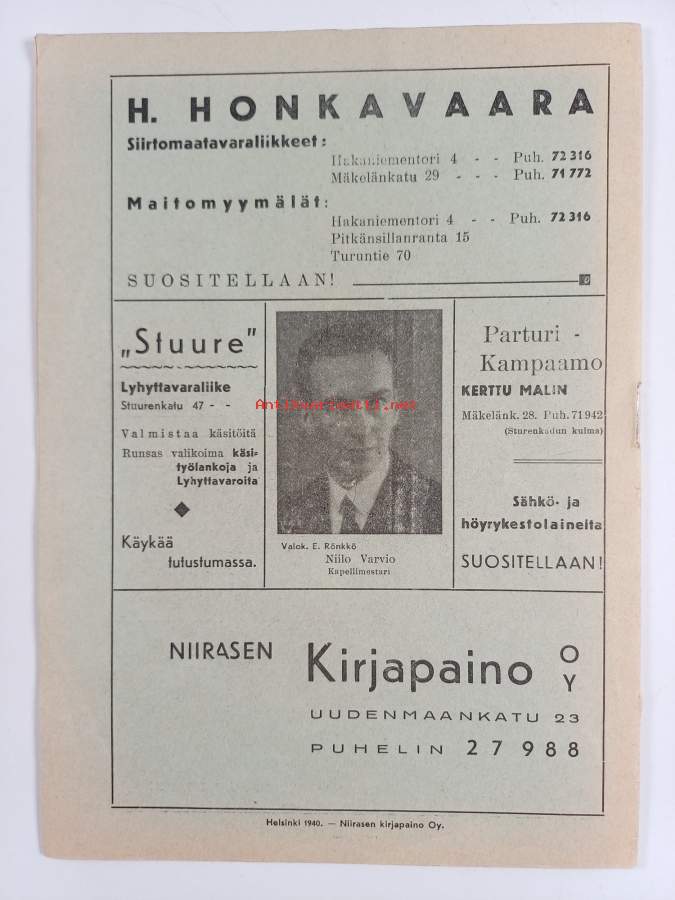 H. HONKAVAARA
Siirtomaatavaraliikkeet:
Hakaniementori 4 - - Puh. 72 316
Mäkelänkatu 29 - - - Puh. 71 772
Maitomyymälät:
Hakaniementori 4 - - Puh. 72 316
Pitkänsillanranta 15
Turuntie 70
SUOSITELLAAN!
„Stuure”
Lyhyttavaraliike
Stuurenkatu 47 - -
Valmistaa käsitöitä
Runsas valikoima käsi-
työlankoja ja
Lyhyttavaroita
Käykää
tutustumassa.
Antikvariaatti.net
Valok. E. Rönkkö
Niilo Varvio
Kapellimestari
Parturi -
Kampaamo
KERTTU MALIN
Mäkelänk. 28. Puh. 71 942
(Sturenkadun kulma)
Sähkö- ja
höyrykestolaineita
SUOSITELLAAN!
NIIRASEN Kirjapaino OY
UUDENMAANKATU 23
PUHELIN 27 988
Helsinki 1940. — Niirasen kirjapaino Oy.